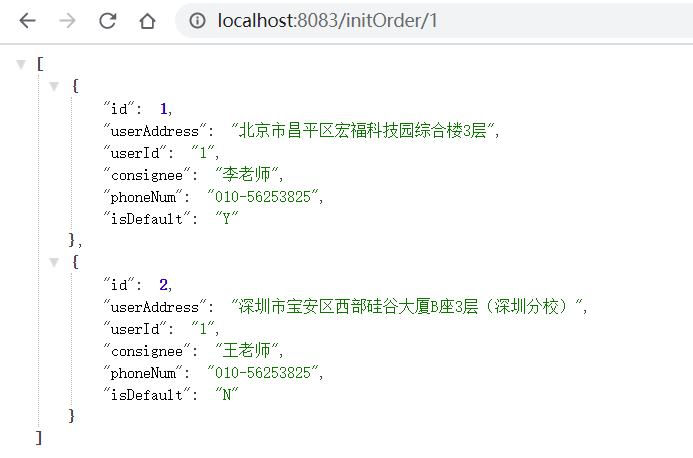 localhost:8083/initOrder/1
[
{
"id": 1,
"userAddress": "北京市昌平区宏福科技园综合楼3层",
"userId": "1",
"consignee": "李老师",
"phoneNum": "010-56253825",
"isDefault": "Y"
},
{
"id": 2,
"userAddress": "深圳市宝安区西部硅谷大厦B座3层（深圳分校）",
"userId": "1",
"consignee": "王老师",
"phoneNum": "010-56253825",
"isDefault": "N"
}
]